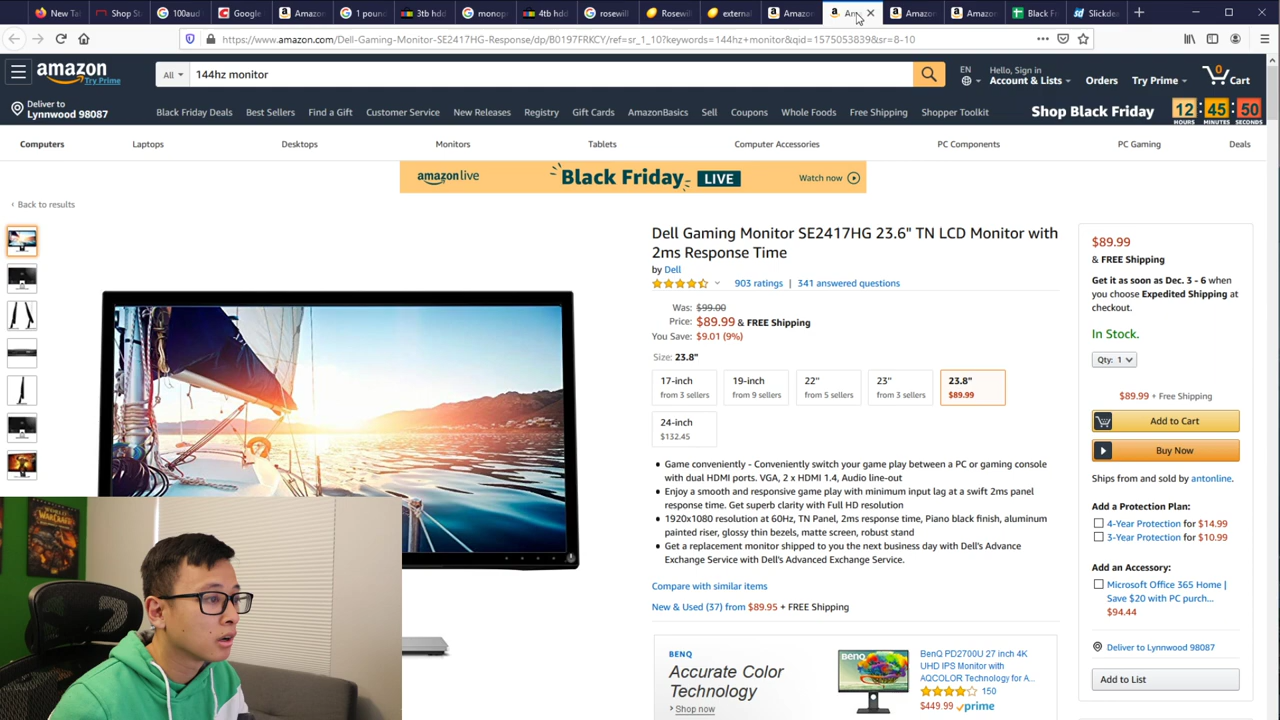 New Ta
Shop St
100aud
Google
Amazon
1 pound
3tb hdd
monop
4tb hdd
rosewill
Rosewill
external
Amazon
Am
Amazon
Amazon
Black Fr
Slickdea
https://www.amazon.com/Dell-Gaming-Monitor-SE2417HG-Response/dp/B0197FRKCY/ref=sr_1_10?keywords=144hz+monitor&qid=1575053839&sr=8-10
amazon
Try Prime
All
144hz monitor
EN
Hello, Sign in
Account & Lists
Orders
Try Prime
0
Cart
Deliver to
Lynnwood 98087
Black Friday Deals
Best Sellers
Find a Gift
Customer Service
New Releases
Registry
Gift Cards
AmazonBasics
Sell
Coupons
Whole Foods
Free Shipping
Shopper Toolkit
Shop Black Friday
12 : 45 : 50
HOURS MINUTES SECONDS
Computers
Laptops
Desktops
Monitors
Tablets
Computer Accessories
PC Components
PC Gaming
Deals
amazonlive
Black Friday LIVE
Watch now
‹ Back to results
Dell Gaming Monitor SE2417HG 23.6" TN LCD Monitor with
2ms Response Time
by Dell
903 ratings | 341 answered questions
Was: $99.00
Price: $89.99 & FREE Shipping
You Save: $9.01 (9%)
Size: 23.8"
17-inch
from 3 sellers
19-inch
from 9 sellers
22"
from 5 sellers
23"
from 3 sellers
23.8"
$89.99
24-inch
$132.45
• Game conveniently - Conveniently switch your game play between a PC or gaming console
with dual HDMI ports. VGA, 2 x HDMI 1.4, Audio line-out
• Enjoy a smooth and responsive game play with minimum input lag at a swift 2ms panel
response time. Get superb clarity with Full HD resolution
• 1920x1080 resolution at 60Hz, TN Panel, 2ms response time, Piano black finish, aluminum
painted riser, glossy thin bezels, matte screen, robust stand
• Get a replacement monitor shipped to you the next business day with Dell's Advance
Exchange Service with Dell's Advanced Exchange Service.
Compare with similar items
New & Used (37) from $89.95 + FREE Shipping
BENQ
Accurate Color
Technology
› Shop now
BenQ
BenQ PD2700U 27 inch 4K
UHD IPS Monitor with
AQCOLOR Technology for A...
150
$449.99 prime
$89.99
& FREE Shipping
Get it as soon as Dec. 3 - 6 when
you choose Expedited Shipping at
checkout.
In Stock.
Qty: 1
$89.99 + Free Shipping
Add to Cart
Buy Now
Ships from and sold by antonline.
Add a Protection Plan:
4-Year Protection for $14.99
3-Year Protection for $10.99
Add an Accessory:
Microsoft Office 365 Home |
Save $20 with PC purch...
$94.44
Deliver to Lynnwood 98087
Add to List